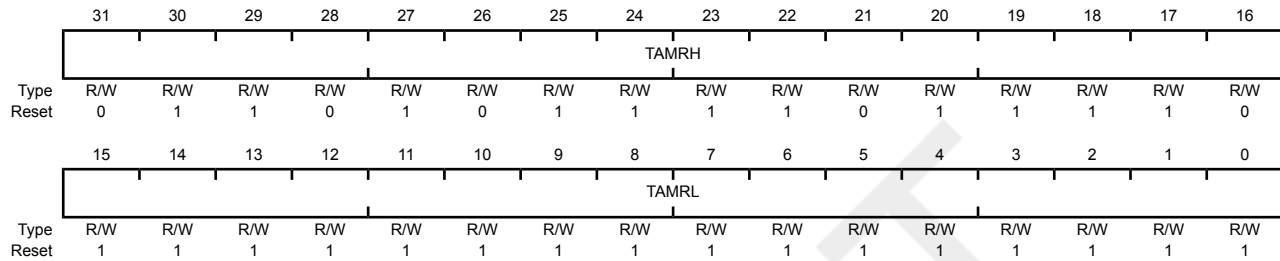 31 30 29 28 27 26 25 24 23 22 21 20 19 18 17 16
TAMRH
Type R/W R/W R/W R/W R/W R/W R/W R/W R/W R/W R/W R/W R/W R/W R/W R/W
Reset 0 1 1 0 1 0 1 1 1 1 0 1 1 1 1 0
15 14 13 12 11 10 9 8 7 6 5 4 3 2 1 0
TAMRL
Type R/W R/W R/W R/W R/W R/W R/W R/W R/W R/W R/W R/W R/W R/W R/W R/W
Reset 1 1 1 1 1 1 1 1 1 1 1 1 1 1 1 1